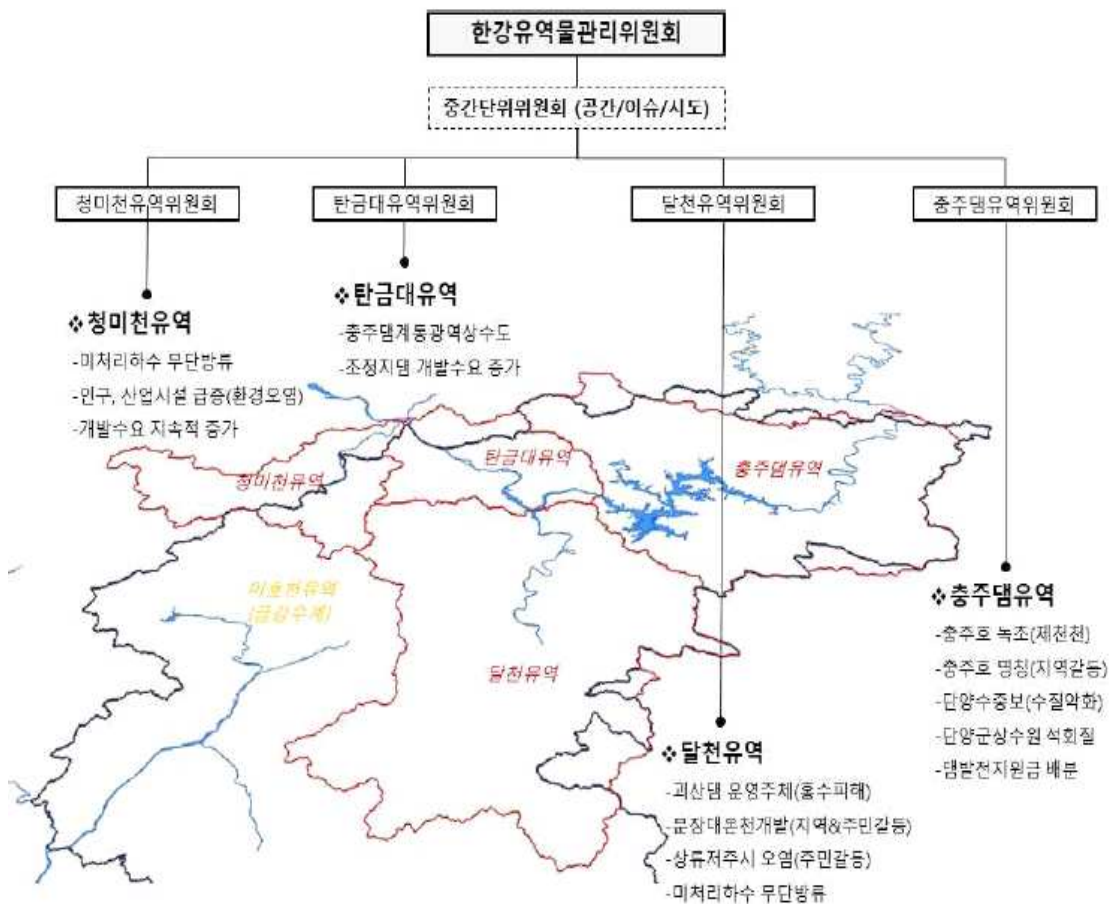 한강유역물관리위원회
중간단위위원회 (공간/이슈/시도)
청미천유역위원회
탄금대유역위원회
달천유역위원회
충주댐유역위원회
❖청미천유역
-미처리하수 무단방류
-인구, 산업시설 급증(환경오염)
-개발수요 지속적 증가
❖탄금대유역
-충주댐계통광역상수도
-조정지댐 개발수요 증가
청미천유역
탄금대유역
충주댐유역
미호천유역
(금강수계)
달천유역
❖충주댐유역
-충주호 녹조(제천천)
-충주호 명칭(지역갈등)
-단양수중보(수질악화)
-단양군상수원 석회질
-댐발전지원금 배분
❖달천유역
-괴산댐 운영주체(홍수피해)
-문장대온천개발(지역&주민갈등)
-상류저주시 오염(주민갈등)
-미처리하수 무단방류